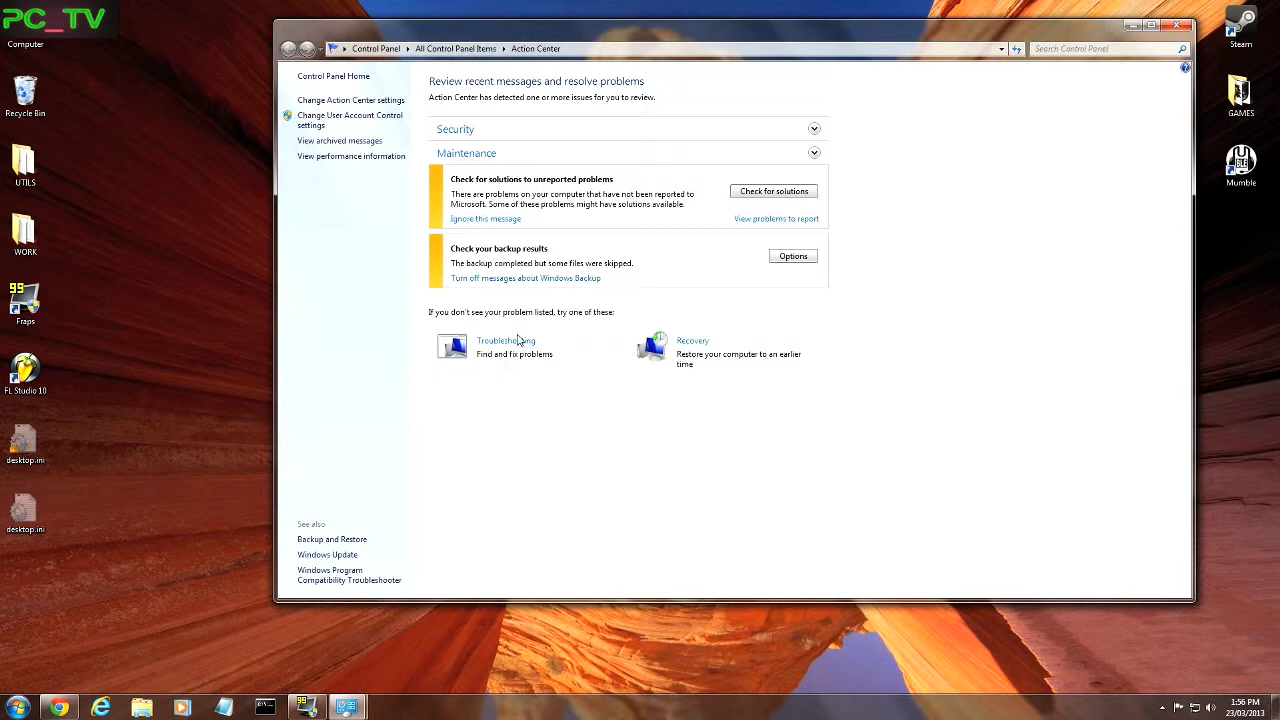 PC_TV
Computer
Recycle Bin
UTILS
WORK
99
Fraps
FL Studio 10
desktop.ini
desktop.ini
Control Panel
All Control Panel Items
Action Center
Search Control Panel
Control Panel Home
Change Action Center settings
Change User Account Control
settings
View archived messages
View performance information
See also
Backup and Restore
Windows Update
Windows Program
Compatibility Troubleshooter
Review recent messages and resolve problems
Action Center has detected one or more issues for you to review.
Security
Maintenance
Check for solutions to unreported problems
There are problems on your computer that have not been reported to
Microsoft. Some of these problems might have solutions available.
Check for solutions
Ignore this message
View problems to report
Check your backup results
The backup completed but some files were skipped.
Options
Turn off messages about Windows Backup
If you don't see your problem listed, try one of these:
Troubleshooting
Find and fix problems
Recovery
Restore your computer to an earlier
time
Steam
GAMES
Mumble
99
1:56 PM
23/03/2013